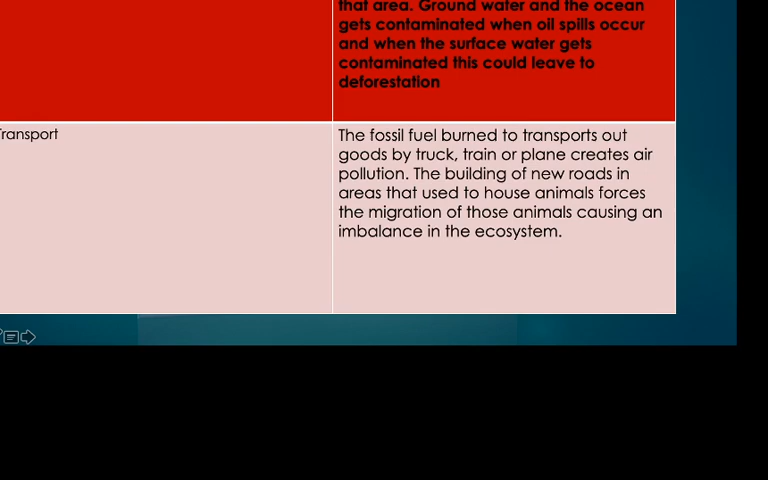 that area. Ground water and the ocean
gets contaminated when oil spills occur
and when the surface water gets
contaminated this could leave to
deforestation
Transport
The fossil fuel burned to transports out
goods by truck, train or plane creates air
pollution. The building of new roads in
areas that used to house animals forces
the migration of those animals causing an
imbalance in the ecosystem.